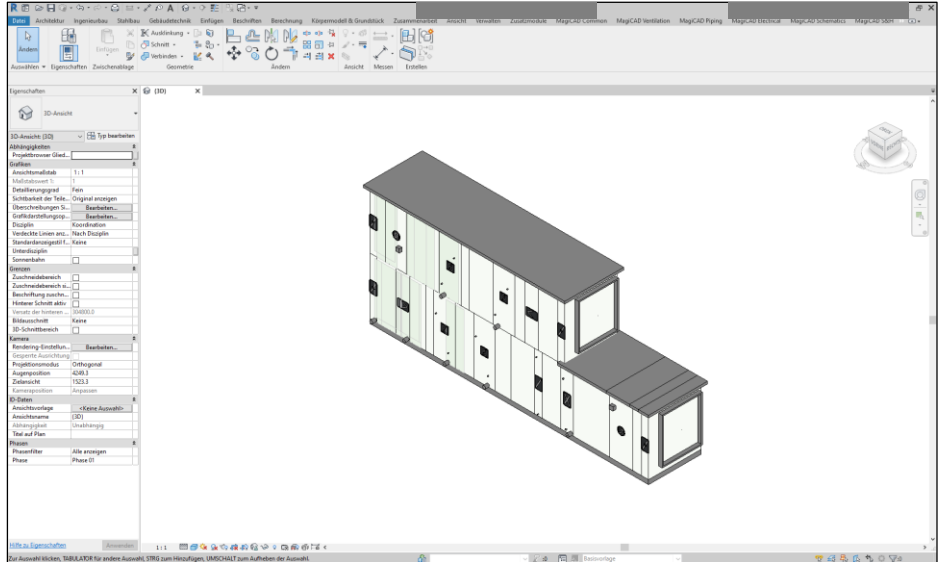 Datei Architektur Ingenieurbau Stahlbau Gebäudetechnik Einfügen Beschriften Berechnung Körpermodell & Grundstück Zusammenarbeit Ansicht Verwalten Zusatzmodule MagiCAD Common MagiCAD Ventilation MagiCAD Piping MagiCAD Electrical MagiCAD Schematics MagiCAD S&H
Ausklinkung
Ändern
Einfügen
Schnitt
Verbinden
Auswählen Eigenschaften Zwischenablage Geometrie Ändern Ansicht Messen Erstellen
Eigenschaften
{3D}
3D-Ansicht
3D-Ansicht: {3D} Typ bearbeiten
Abhängigkeiten
Projektbrowser Glied...
Grafiken
Ansichtsmaßstab 1 : 1
Maßstabswert 1: 1
Detaillierungsgrad Fein
Sichtbarkeit der Teile... Original anzeigen
Überschreibungen Si... Bearbeiten...
Grafikdarstellungsop... Bearbeiten...
Disziplin Koordination
Verdeckte Linien anz... Nach Disziplin
Standardanzeigestil f... Keine
Unterdisziplin
Sonnenbahn
Grenzen
Zuschneidebereich
Zuschneidebereich si...
Beschriftung zuschn...
Hinterer Schnitt aktiv
Versatz der hinteren ... 304800.0
Bildausschnitt Keine
3D-Schnittbereich
Kamera
Rendering-Einstellun... Bearbeiten...
Gesperrte Ausrichtung
Projektionsmodus Orthogonal
Augenposition 4249.3
Zielansicht 1523.3
Kameraposition Anpassen
ID-Daten
Ansichtsvorlage <Keine Auswahl>
Ansichtsname {3D}
Abhängigkeit Unabhängig
Titel auf Plan
Phasen
Phasenfilter Alle anzeigen
Phase Phase 01
Hilfe zu Eigenschaften Anwenden
1:1
Zur Auswahl klicken, TABULATOR für andere Auswahl, STRG zum Hinzufügen, UMSCHALT zum Aufheben der Auswahl.
Basisvorlage